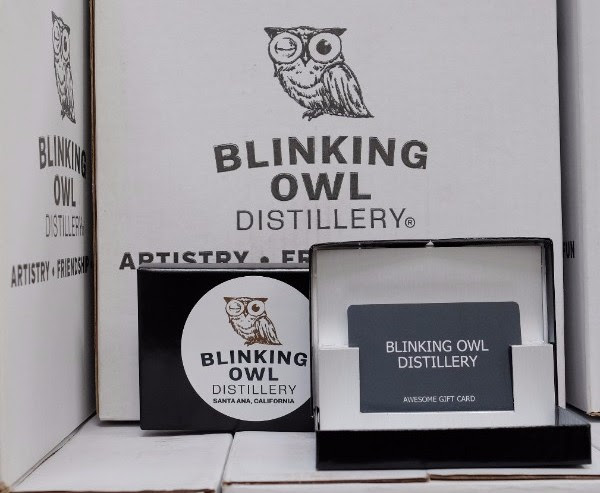 BLINKING
OWL
DISTILLERY®
BLINKING
OWL
DISTILLERY
ARTISTRY • FRIENDSHIP
ARTISTRY •
BLINKING
OWL
DISTILLERY
SANTA ANA, CALIFORNIA
BLINKING OWL
DISTILLERY
AWESOME GIFT CARD